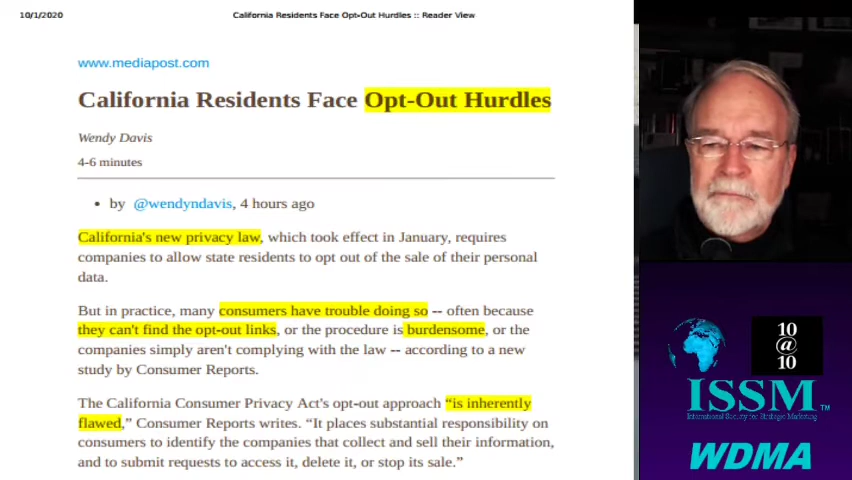 10/1/2020
California Residents Face Opt-Out Hurdles :: Reader View
www.mediapost.com
California Residents Face Opt-Out Hurdles
Wendy Davis
4-6 minutes
• by @wendyndavis, 4 hours ago
California's new privacy law, which took effect in January, requires
companies to allow state residents to opt out of the sale of their personal
data.
But in practice, many consumers have trouble doing so -- often because
they can't find the opt-out links, or the procedure is burdensome, or the
companies simply aren't complying with the law -- according to a new
study by Consumer Reports.
The California Consumer Privacy Act's opt-out approach “is inherently
flawed,” Consumer Reports writes. “It places substantial responsibility on
consumers to identify the companies that collect and sell their information,
and to submit requests to access it, delete it, or stop its sale.”
10
@
10
ISSM™
International Society for Strategic Marketing
WDMA